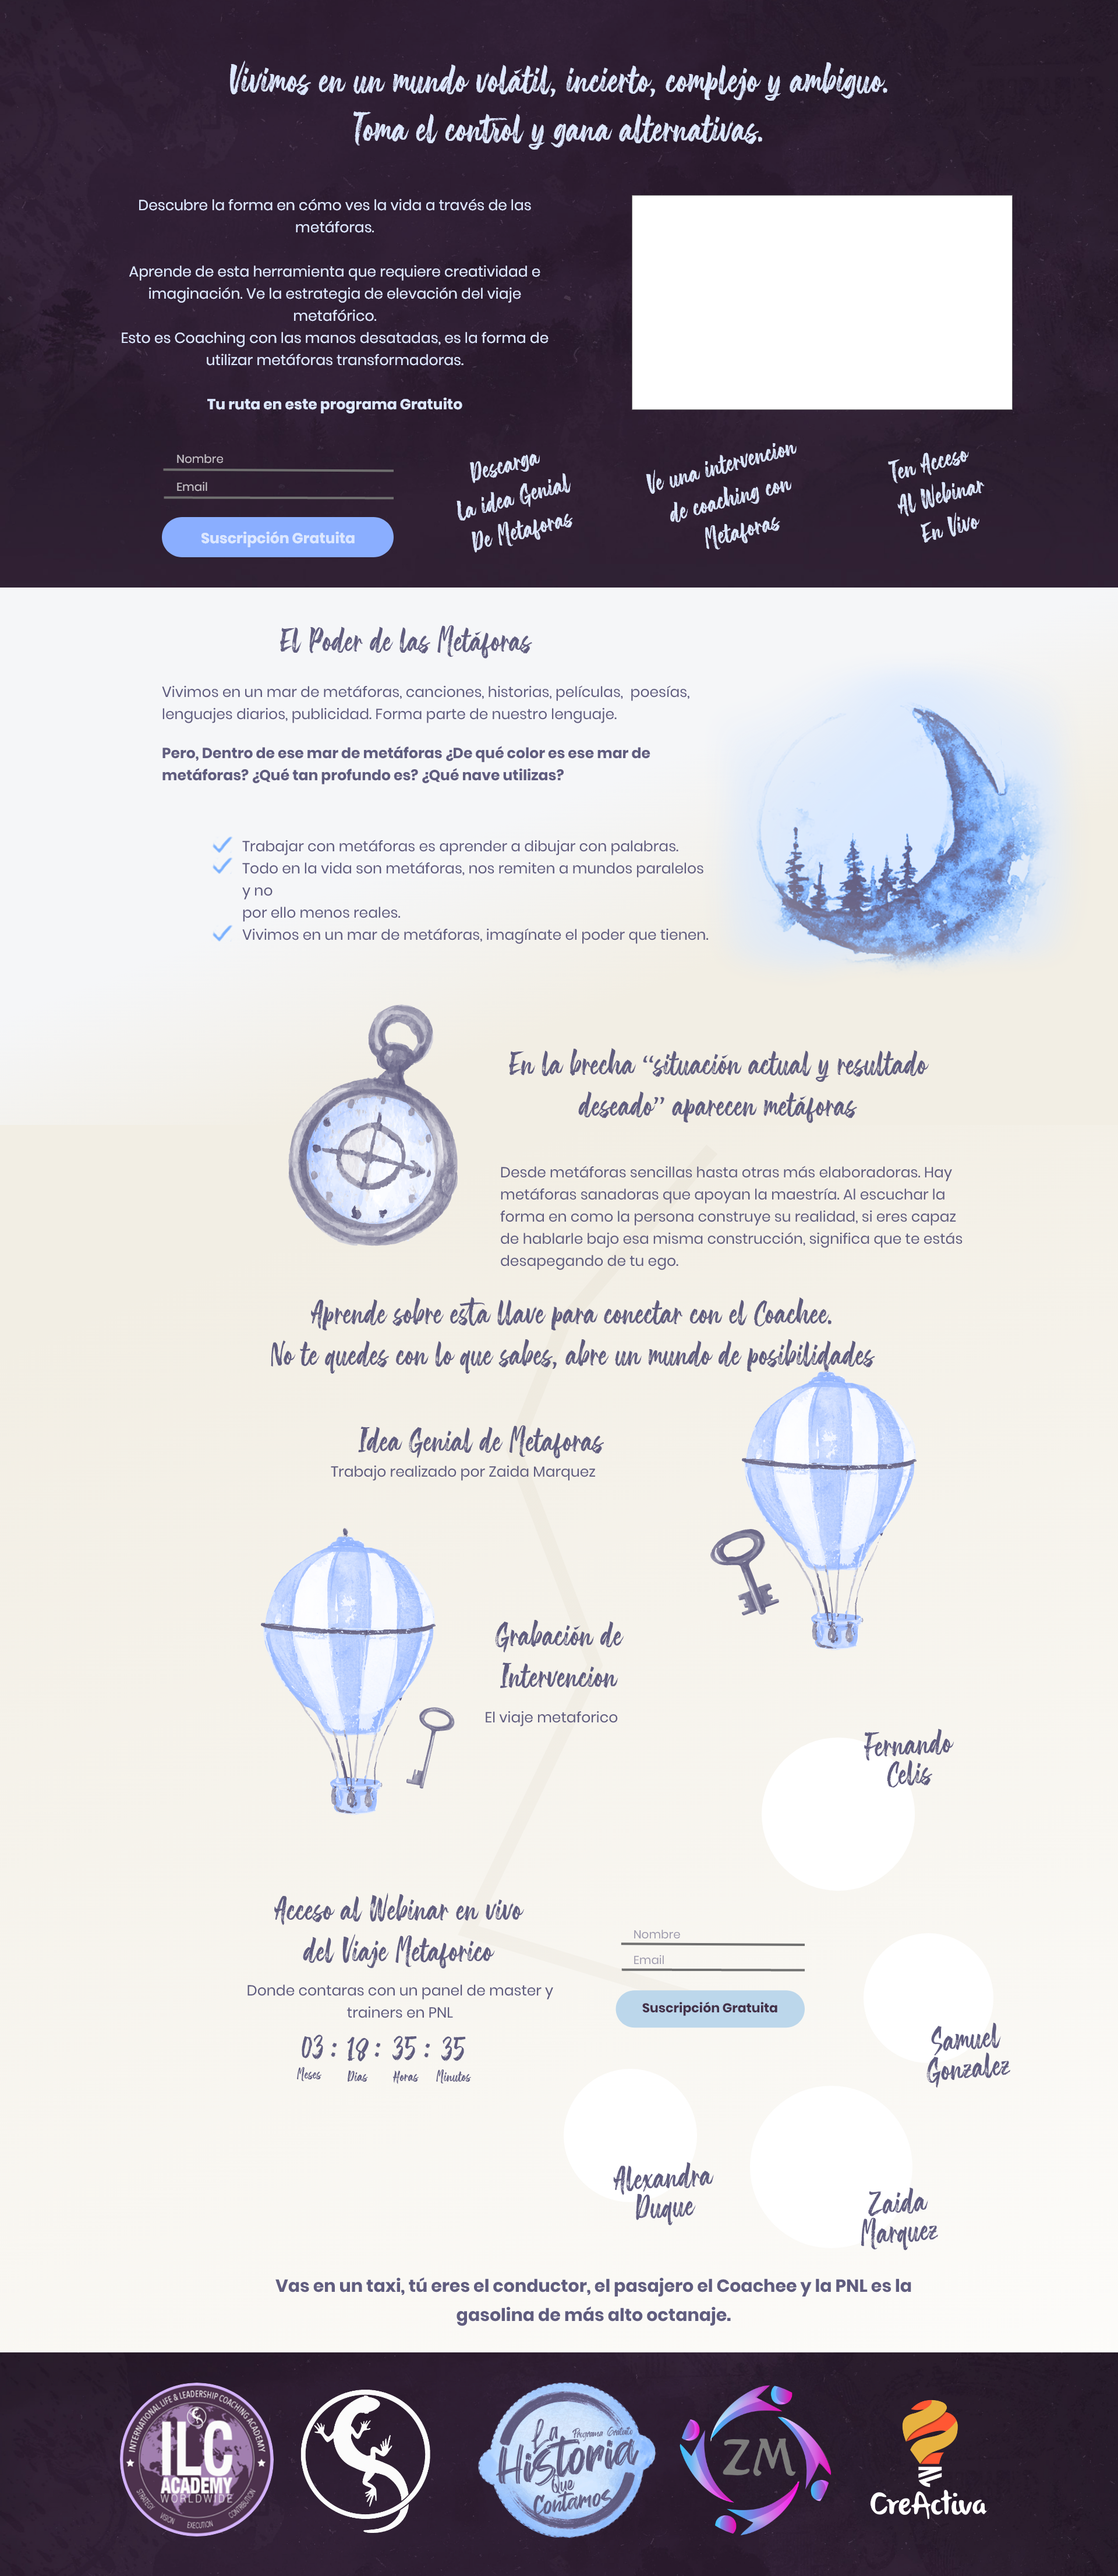 Vivimos en un mundo volátil, incierto, complejo y ambiguo.
Toma el control y gana alternativas.
Descubre la forma en cómo ves la vida a través de las
metáforas.
Aprende de esta herramienta que requiere creatividad e
imaginación. Ve la estrategia de elevación del viaje
metafórico.
Esto es Coaching con las manos desatadas, es la forma de
utilizar metáforas transformadoras.
Tu ruta en este programa Gratuito
Nombre
Email
Suscripción Gratuita
Descarga
La idea Genial
De Metaforas
Ve una intervencion
de coaching con
Metaforas
Ten Acceso
Al Webinar
En Vivo
El Poder de las Metáforas
Vivimos en un mar de metáforas, canciones, historias, películas,  poesías,
lenguajes diarios, publicidad. Forma parte de nuestro lenguaje.
Pero, Dentro de ese mar de metáforas ¿De qué color es ese mar de
metáforas? ¿Qué tan profundo es? ¿Qué nave utilizas?
Trabajar con metáforas es aprender a dibujar con palabras.
Todo en la vida son metáforas, nos remiten a mundos paralelos
y no
por ello menos reales.
Vivimos en un mar de metáforas, imagínate el poder que tienen.
En la brecha “situación actual y resultado
deseado” aparecen metáforas
Desde metáforas sencillas hasta otras más elaboradoras. Hay
metáforas sanadoras que apoyan la maestría. Al escuchar la
forma en como la persona construye su realidad, si eres capaz
de hablarle bajo esa misma construcción, significa que te estás
desapegando de tu ego.
Aprende sobre esta llave para conectar con el Coachee.
No te quedes con lo que sabes, abre un mundo de posibilidades
Idea Genial de Metaforas
Trabajo realizado por Zaida Marquez
Grabación de
Intervencion
El viaje metaforico
Fernando
Celis
Acceso al Webinar en vivo
del Viaje Metaforico
Donde contaras con un panel de master y
trainers en PNL
03 : 18 : 35 : 35
Meses Dias Horas Minutos
Nombre
Email
Suscripción Gratuita
Samuel
Gonzalez
Alexandra
Duque
Zaida
Marquez
Vas en un taxi, tú eres el conductor, el pasajero el Coachee y la PNL es la
gasolina de más alto octanaje.
INTERNATIONAL LIFE & LEADERSHIP COACHING ACADEMY
ILC
ACADEMY
WORLDWIDE
STRATEGY VISION EXECUTION CONTRIBUTION
La
Programa Gratuito
Historia
Que
Contamos
ZM
CreActiva